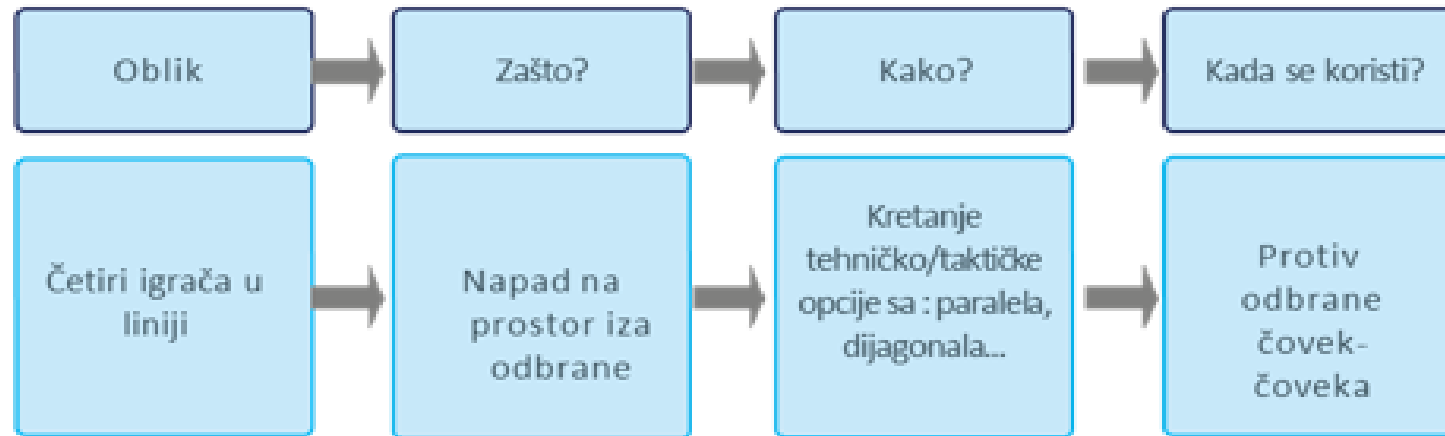 Oblik
Zašto?
Kako?
Kada se koristi?
Četiri igrača u
liniji
Napad na
prostor iza
odbrane
Kretanje
tehničko/taktičke
opcije sa : paralela,
dijagonala...
Protiv
odbrane
čovek-
čoveka